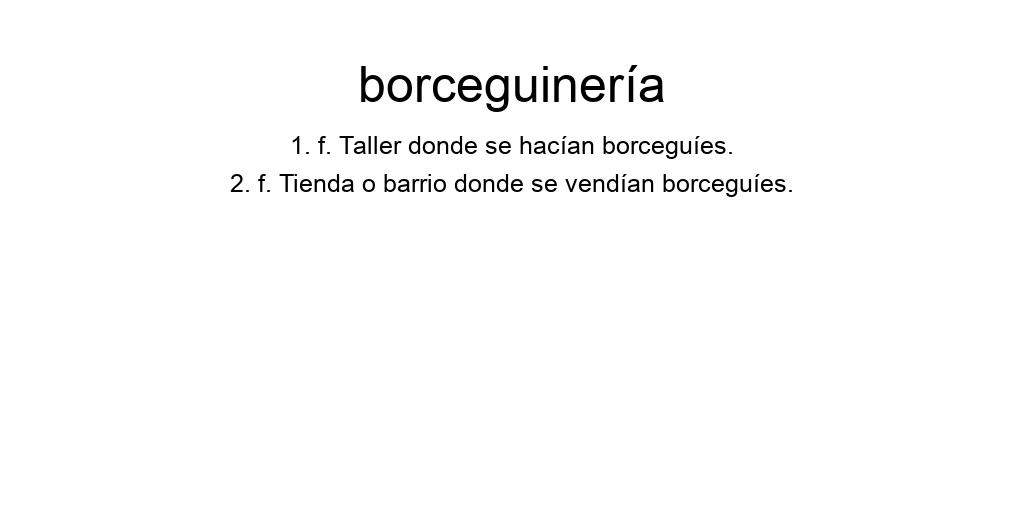 borceguinería
1. f. Taller donde se hacían borceguíes.
2. f. Tienda o barrio donde se vendían borceguíes.